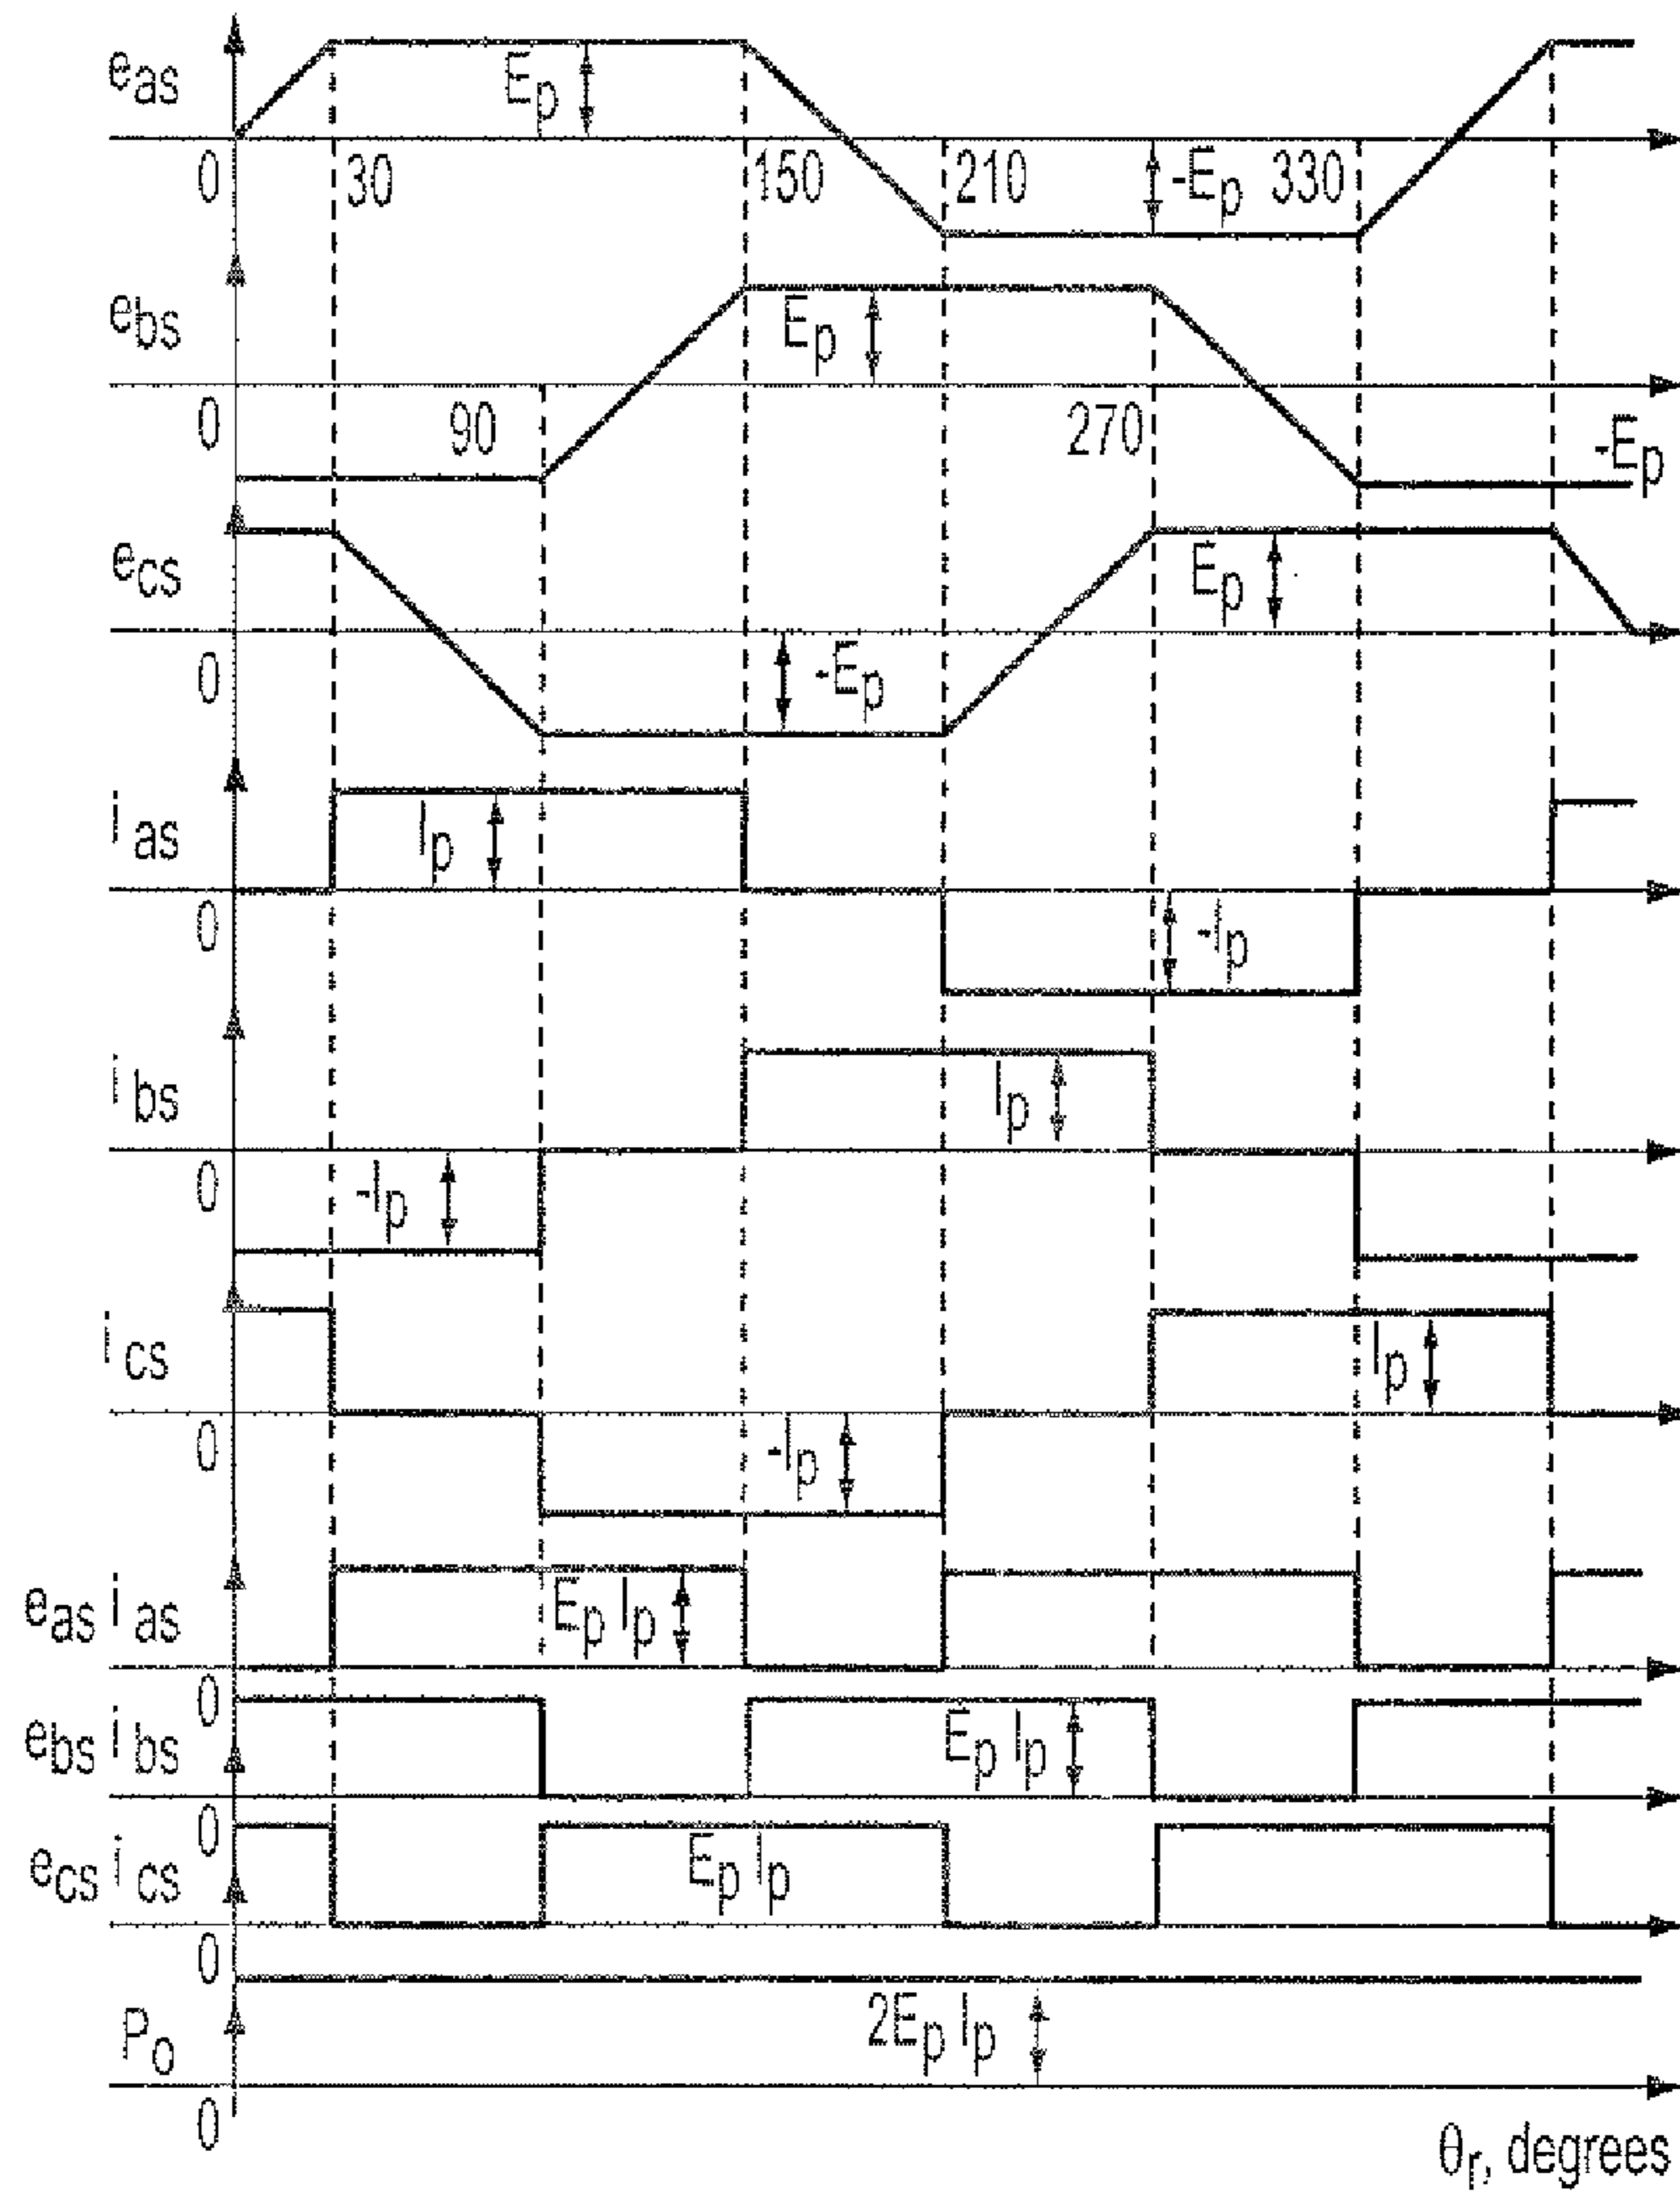 e_as
E_p
0
30
150
210
-E_p
330
e_bs
E_p
0
90
270
-E_p
e_cs
E_p
0
-E_p
i_as
I_p
0
-I_p
i_bs
I_p
0
-I_p
i_cs
I_p
0
-I_p
e_as i_as
E_p I_p
0
e_bs i_bs
E_p I_p
0
e_cs i_cs
E_p I_p
0
P_o
2E_p I_p
0
θ_r, degrees